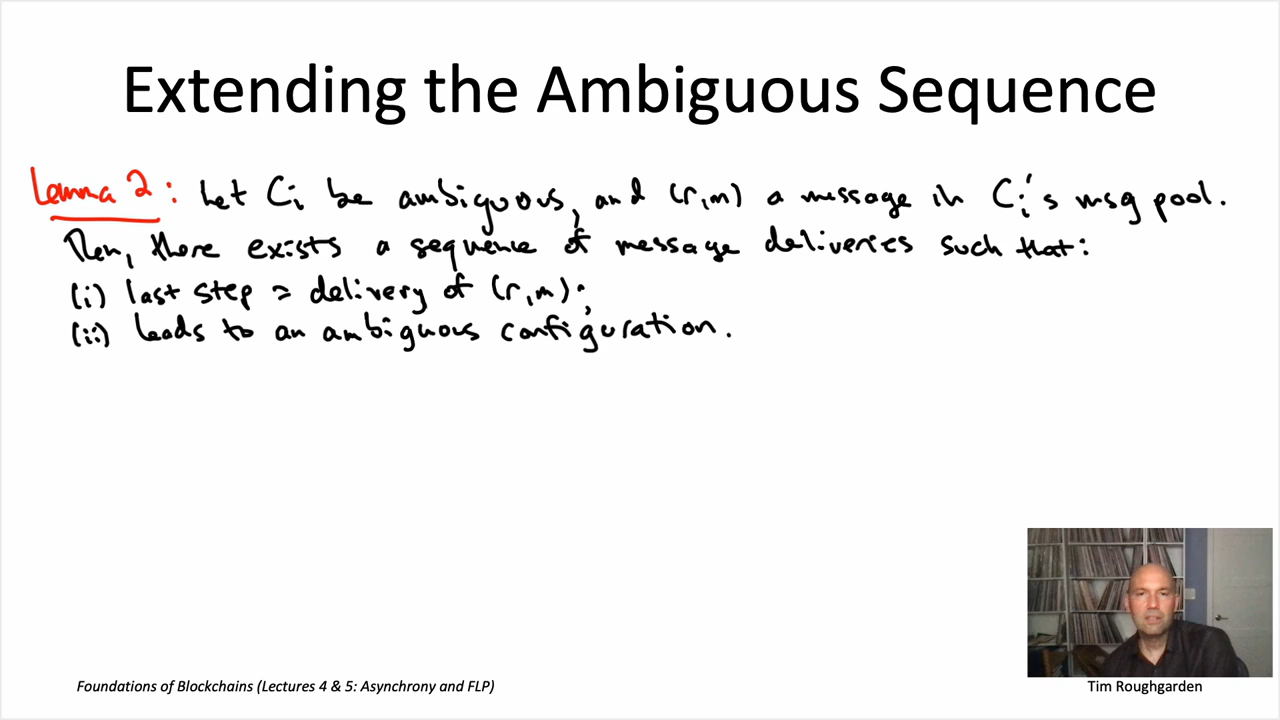 Extending the Ambiguous Sequence
Lemma 2: Let Ci be ambiguous, and (r,m) a message in Ci's msg pool.
Then, there exists a sequence of message deliveries such that:
(i) last step = delivery of (r,m);
(ii) leads to an ambiguous configuration.
Foundations of Blockchains (Lectures 4 & 5: Asynchrony and FLP)
Tim Roughgarden